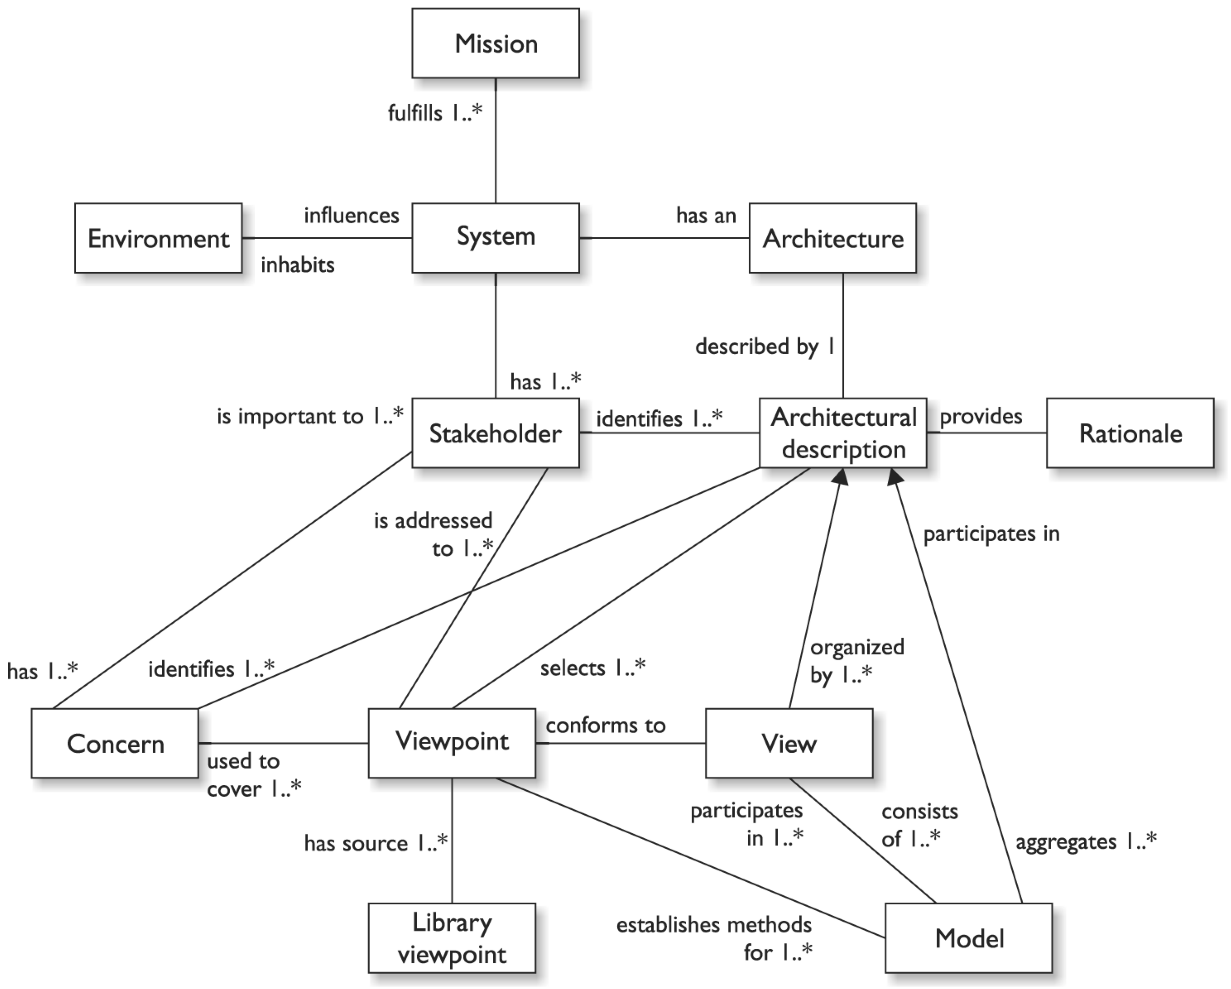 Mission
fulfills 1..*
influences
has an
Environment
System
Architecture
inhabits
described by 1
has 1..*
is important to 1..*
identifies 1..*
Stakeholder
Architectural
description
provides
Rationale
is addressed
to 1..*
participates in
organized
by 1..*
has 1..*
identifies 1..*
selects 1..*
conforms to
Concern
Viewpoint
View
used to
cover 1..*
participates
in 1..*
consists
of 1..*
has source 1..*
aggregates 1..*
Library
viewpoint
establishes methods
for 1..*
Model